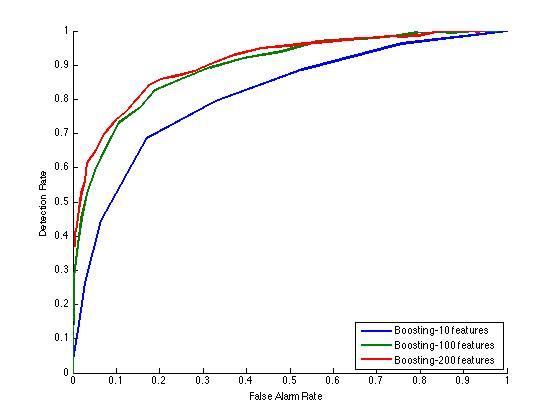 1
0.9
0.8
0.7
0.6
0.5
0.4
0.3
0.2
0.1
0
Detection Rate
0 0.1 0.2 0.3 0.4 0.5 0.6 0.7 0.8 0.9 1
False Alarm Rate
Boosting-10 features
Boosting-100 features
Boosting-200 features